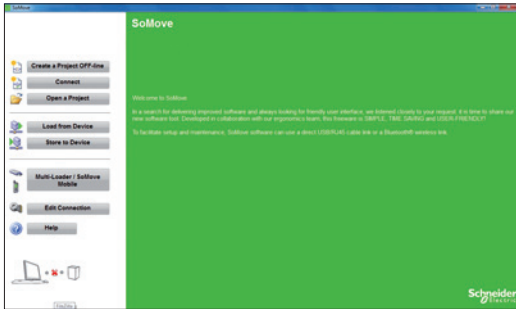 SoMove
SoMove
Create a Project OFF-line
Connect
Open a Project
Load from Device
Store to Device
Multi-Loader / SoMove
Mobile
Edit Connection
Help
Welcome to SoMove
In a search for delivering improved software and always looking for friendly user interface, we listened closely to your request. It is time to share our
new software tool. Developed in collaboration with our ergonomics team, this freeware is SIMPLE, TIME SAVING and USER-FRIENDLY!
To facilitate setup and maintenance, SoMove software can use a direct USB/RJ45 cable link or a Bluetooth® wireless link.
Schneider
Electric